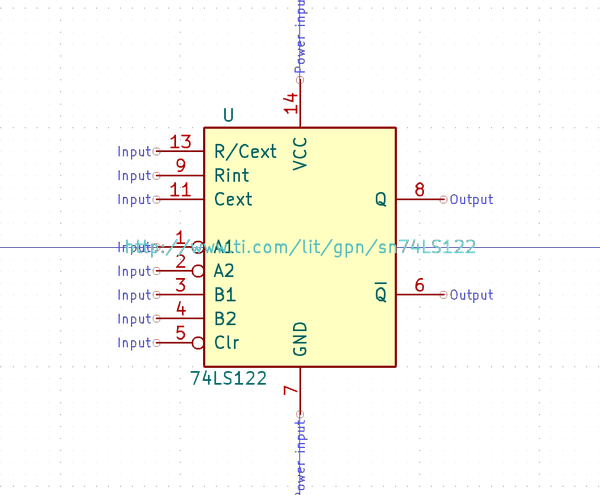 Power input
14
U
VCC
Input 13 R/Cext
Input 9 Rint
Input 11 Cext
Q 8 Output
Input 1 A1
http://www.ti.com/lit/gpn/sn74LS122
Input 2 A2
Input 3 B1
Q 6 Output
Input 4 B2
Input 5 Clr
GND
74LS122
7
Power input